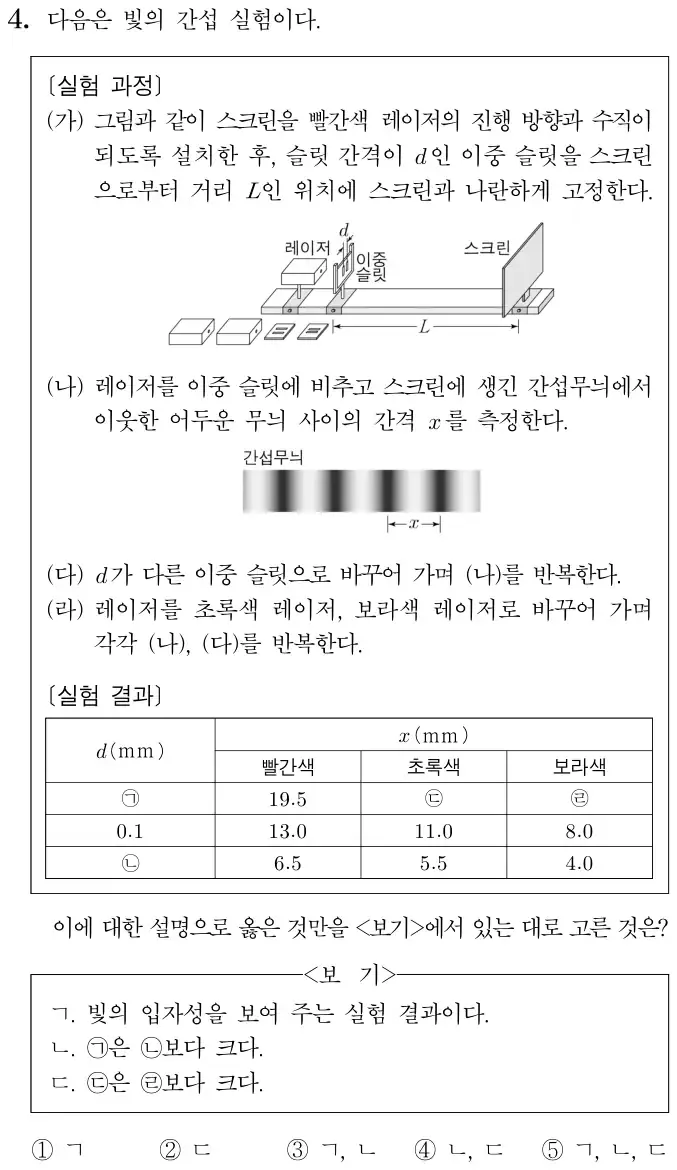 4. 다음은 빛의 간섭 실험이다.
〔실험 과정〕
(가) 그림과 같이 스크린을 빨간색 레이저의 진행 방향과 수직이
되도록 설치한 후, 슬릿 간격이 d인 이중 슬릿을 스크린
으로부터 거리 L인 위치에 스크린과 나란하게 고정한다.
d
레이저
이중
슬릿
스크린
L
(나) 레이저를 이중 슬릿에 비추고 스크린에 생긴 간섭무늬에서
이웃한 어두운 무늬 사이의 간격 x를 측정한다.
간섭무늬
x
(다) d가 다른 이중 슬릿으로 바꾸어 가며 (나)를 반복한다.
(라) 레이저를 초록색 레이저, 보라색 레이저로 바꾸어 가며
각각 (나), (다)를 반복한다.
〔실험 결과〕
d(mm) x(mm)
빨간색 초록색 보라색
㉠ 19.5 ㉢ ㉣
0.1 13.0 11.0 8.0
㉡ 6.5 5.5 4.0
이에 대한 설명으로 옳은 것만을 <보기>에서 있는 대로 고른 것은?
<보 기>
ㄱ. 빛의 입자성을 보여 주는 실험 결과이다.
ㄴ. ㉠은 ㉡보다 크다.
ㄷ. ㉢은 ㉣보다 크다.
① ㄱ ② ㄷ ③ ㄱ, ㄴ ④ ㄴ, ㄷ ⑤ ㄱ, ㄴ, ㄷ